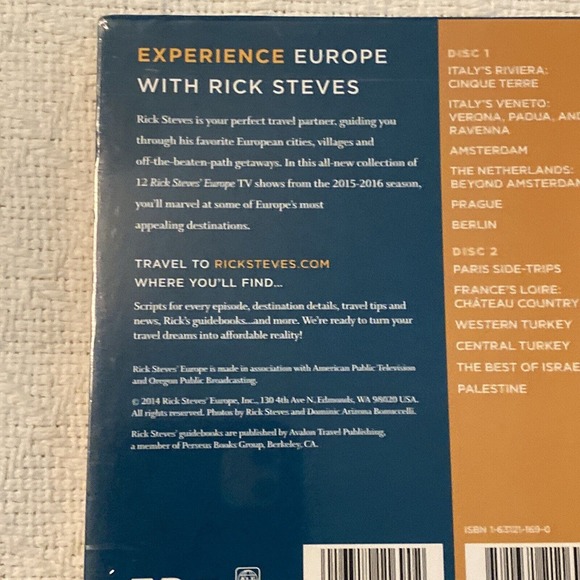 EXPERIENCE EUROPE
WITH RICK STEVES
Rick Steves is your perfect travel partner, guiding you
through his favorite European cities, villages and
off-the-beaten-path getaways. In this all-new collection of
12 Rick Steves' Europe TV shows from the 2015-2016 season,
you'll marvel at some of Europe's most
appealing destinations.
TRAVEL TO RICKSTEVES.COM
WHERE YOU'LL FIND...
Scripts for every episode, destination details, travel tips and
news, Rick's guidebooks...and more. We're ready to turn your
travel dreams into affordable reality!
Rick Steves' Europe is made in association with American Public Television
and Oregon Public Broadcasting.
© 2014 Rick Steves' Europe, Inc., 130 4th Ave N, Edmonds, WA 98020 USA.
All rights reserved. Photos by Rick Steves and Dominic Arizona Bonuccelli.
Rick Steves' guidebooks are published by Avalon Travel Publishing,
a member of Perseus Books Group, Berkeley, CA.
DISC 1
ITALY'S RIVIERA:
CINQUE TERRE
ITALY'S VENETO:
VERONA, PADUA, AND
RAVENNA
AMSTERDAM
THE NETHERLANDS:
BEYOND AMSTERDAM
PRAGUE
BERLIN
DISC 2
PARIS SIDE-TRIPS
FRANCE'S LOIRE:
CHÂTEAU COUNTRY
WESTERN TURKEY
CENTRAL TURKEY
THE BEST OF ISRAE
PALESTINE
ISBN 1-63121-169-0